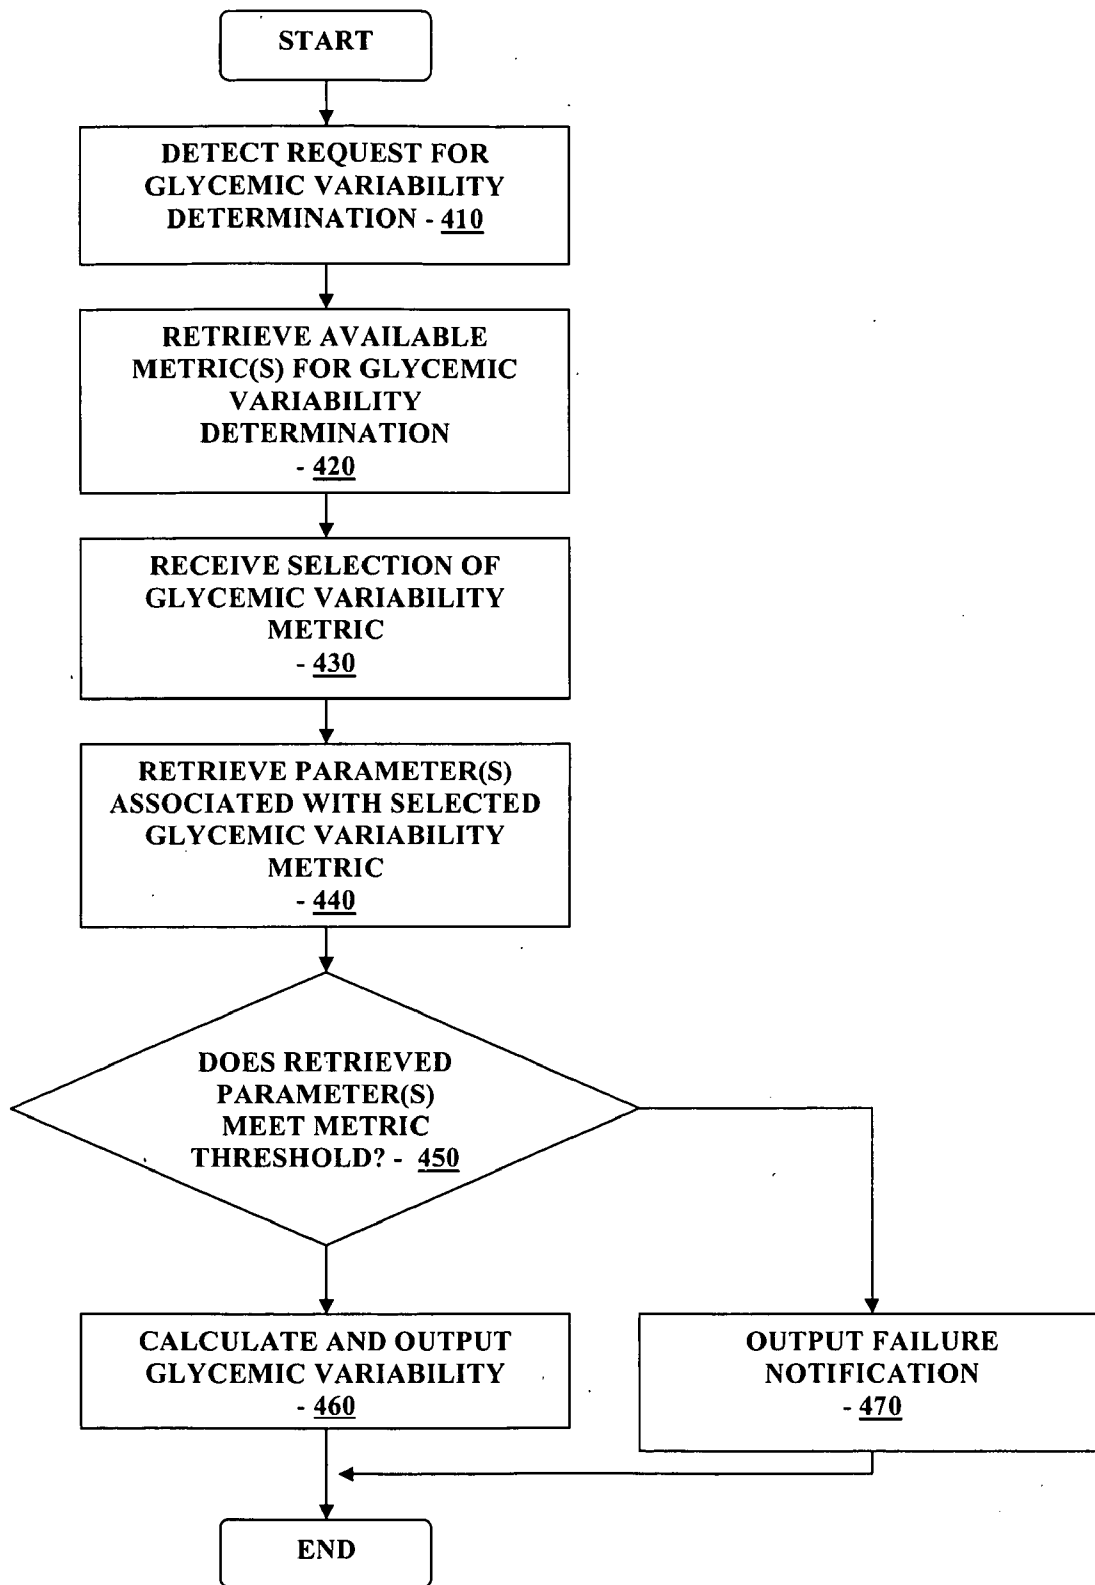 START
DETECT REQUEST FOR
GLYCEMIC VARIABILITY
DETERMINATION - 410
RETRIEVE AVAILABLE
METRIC(S) FOR GLYCEMIC
VARIABILITY
DETERMINATION
- 420
RECEIVE SELECTION OF
GLYCEMIC VARIABILITY
METRIC
- 430
RETRIEVE PARAMETER(S)
ASSOCIATED WITH SELECTED
GLYCEMIC VARIABILITY
METRIC
- 440
DOES RETRIEVED
PARAMETER(S)
MEET METRIC
THRESHOLD? - 450
CALCULATE AND OUTPUT
GLYCEMIC VARIABILITY
- 460
OUTPUT FAILURE
NOTIFICATION
- 470
END